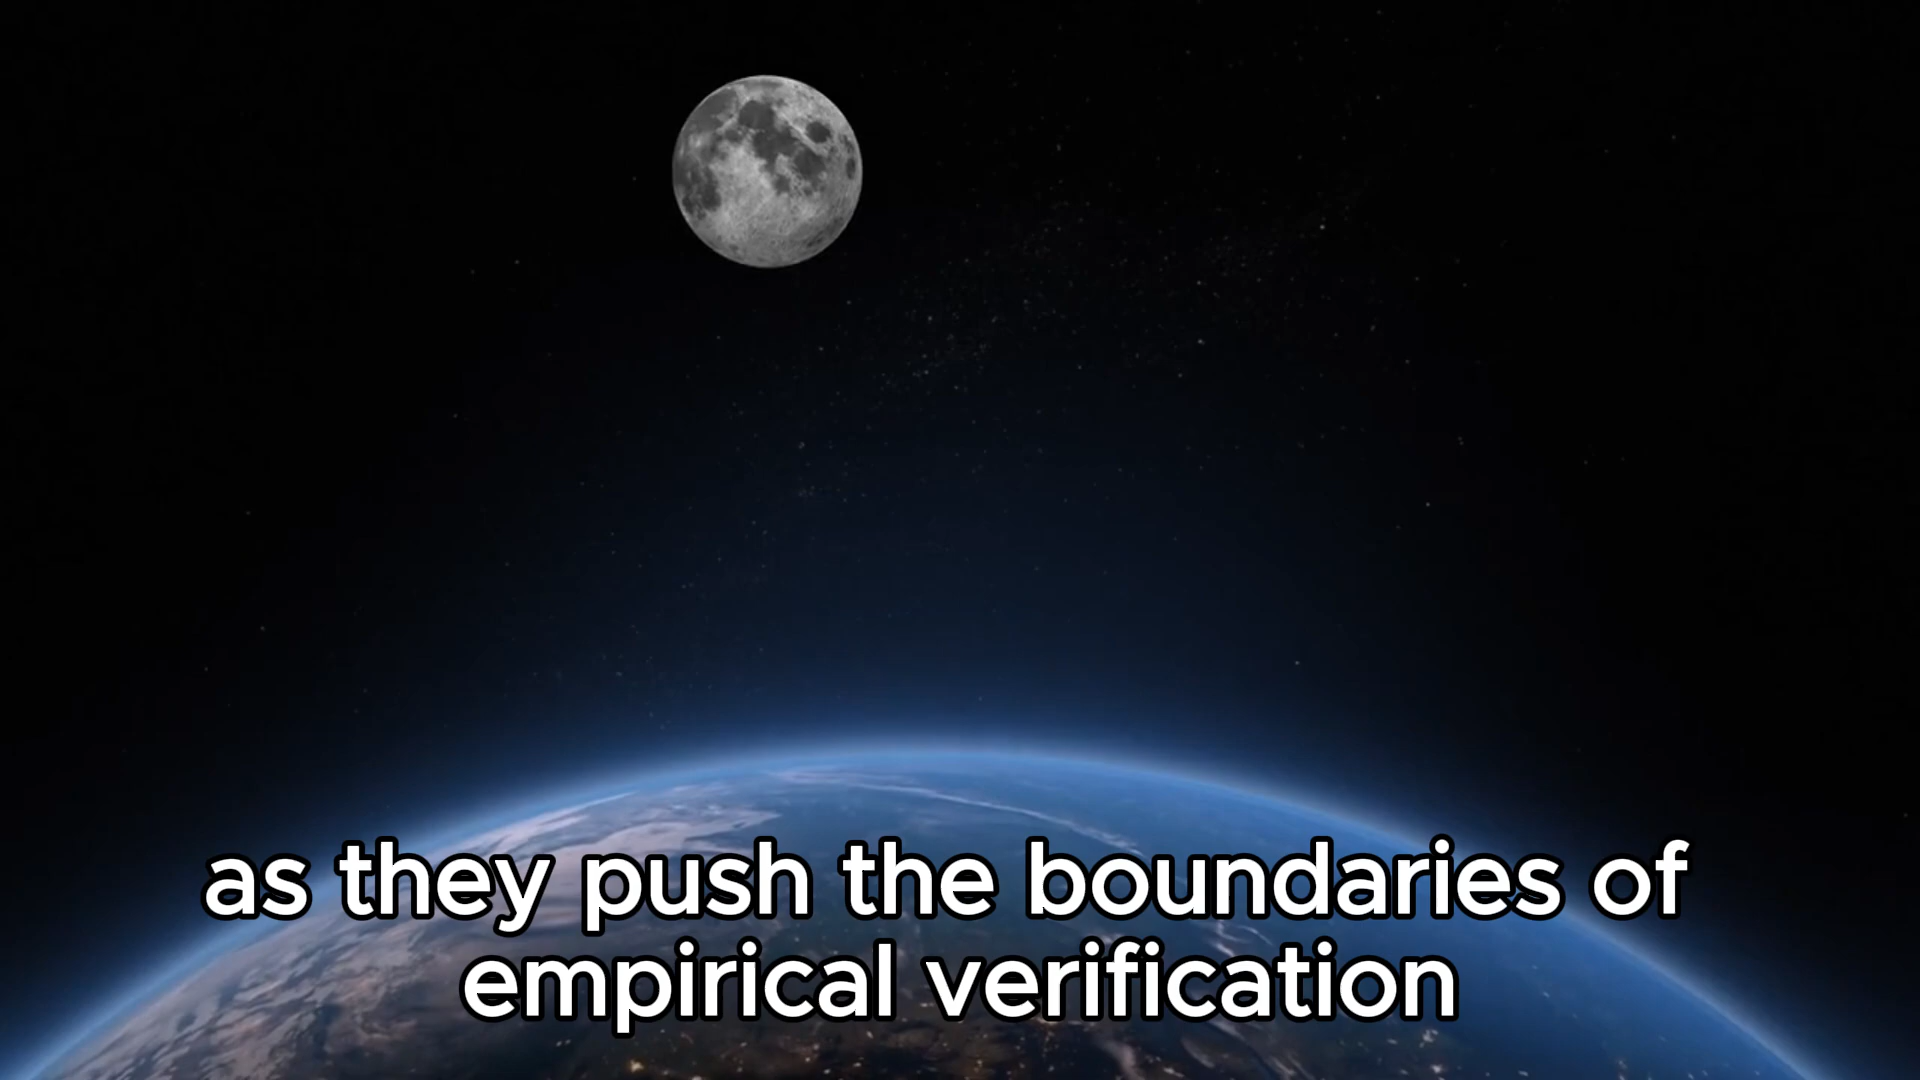 as they push the boundaries of
empirical verification